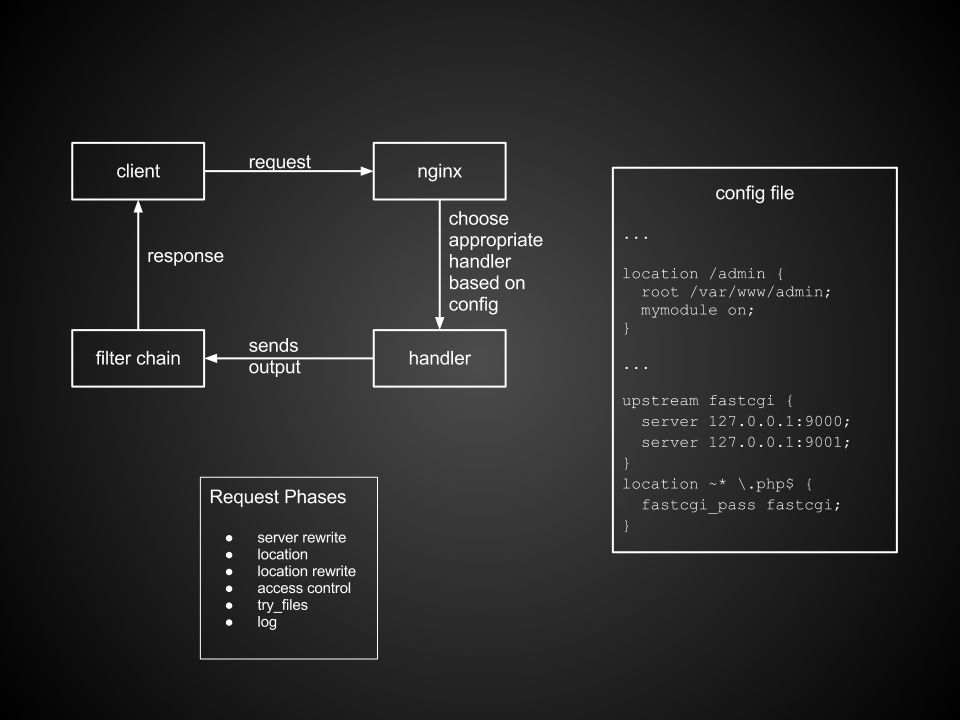 client
request
nginx
choose
appropriate
handler
based on
config
response
filter chain
sends
output
handler
config file
...
location /admin {
root /var/www/admin;
mymodule on;
}
...
upstream fastcgi {
server 127.0.0.1:9000;
server 127.0.0.1:9001;
}
location ~* \.php$ {
fastcgi_pass fastcgi;
}
Request Phases
● server rewrite
● location
● location rewrite
● access control
● try_files
● log